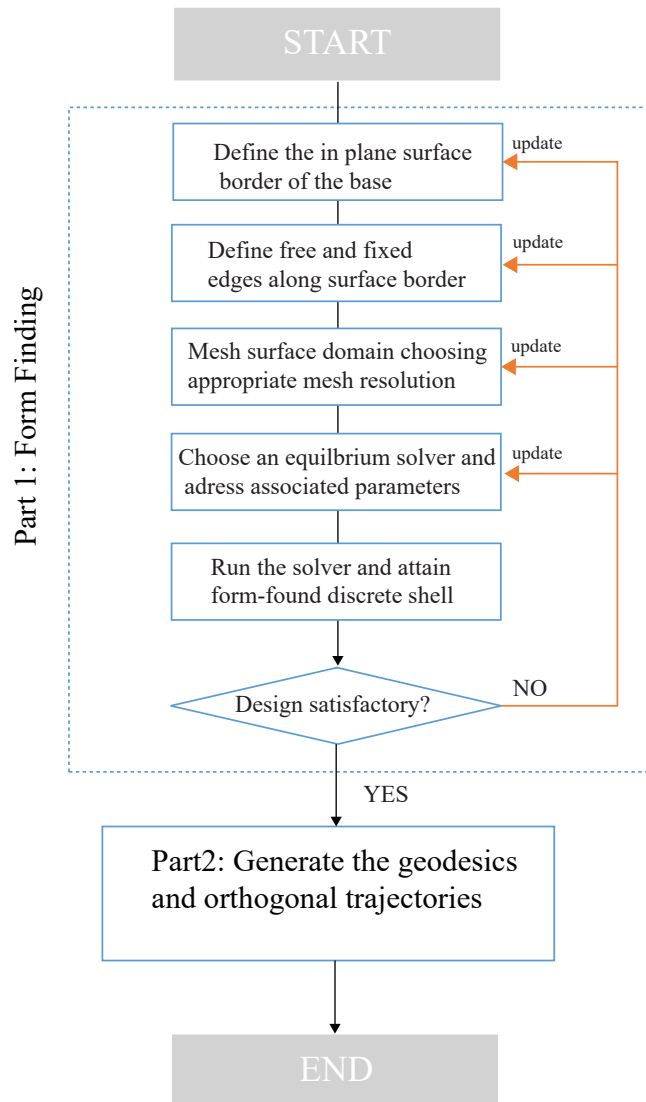 START
Define the in plane surface
border of the base
update
Define free and fixed
edges along surface border
update
Mesh surface domain choosing
appropriate mesh resolution
update
Choose an equilbrium solver and
adress associated parameters
update
Run the solver and attain
form-found discrete shell
Design satisfactory?
NO
YES
Part 1: Form Finding
Part2: Generate the geodesics
and orthogonal trajectories
END